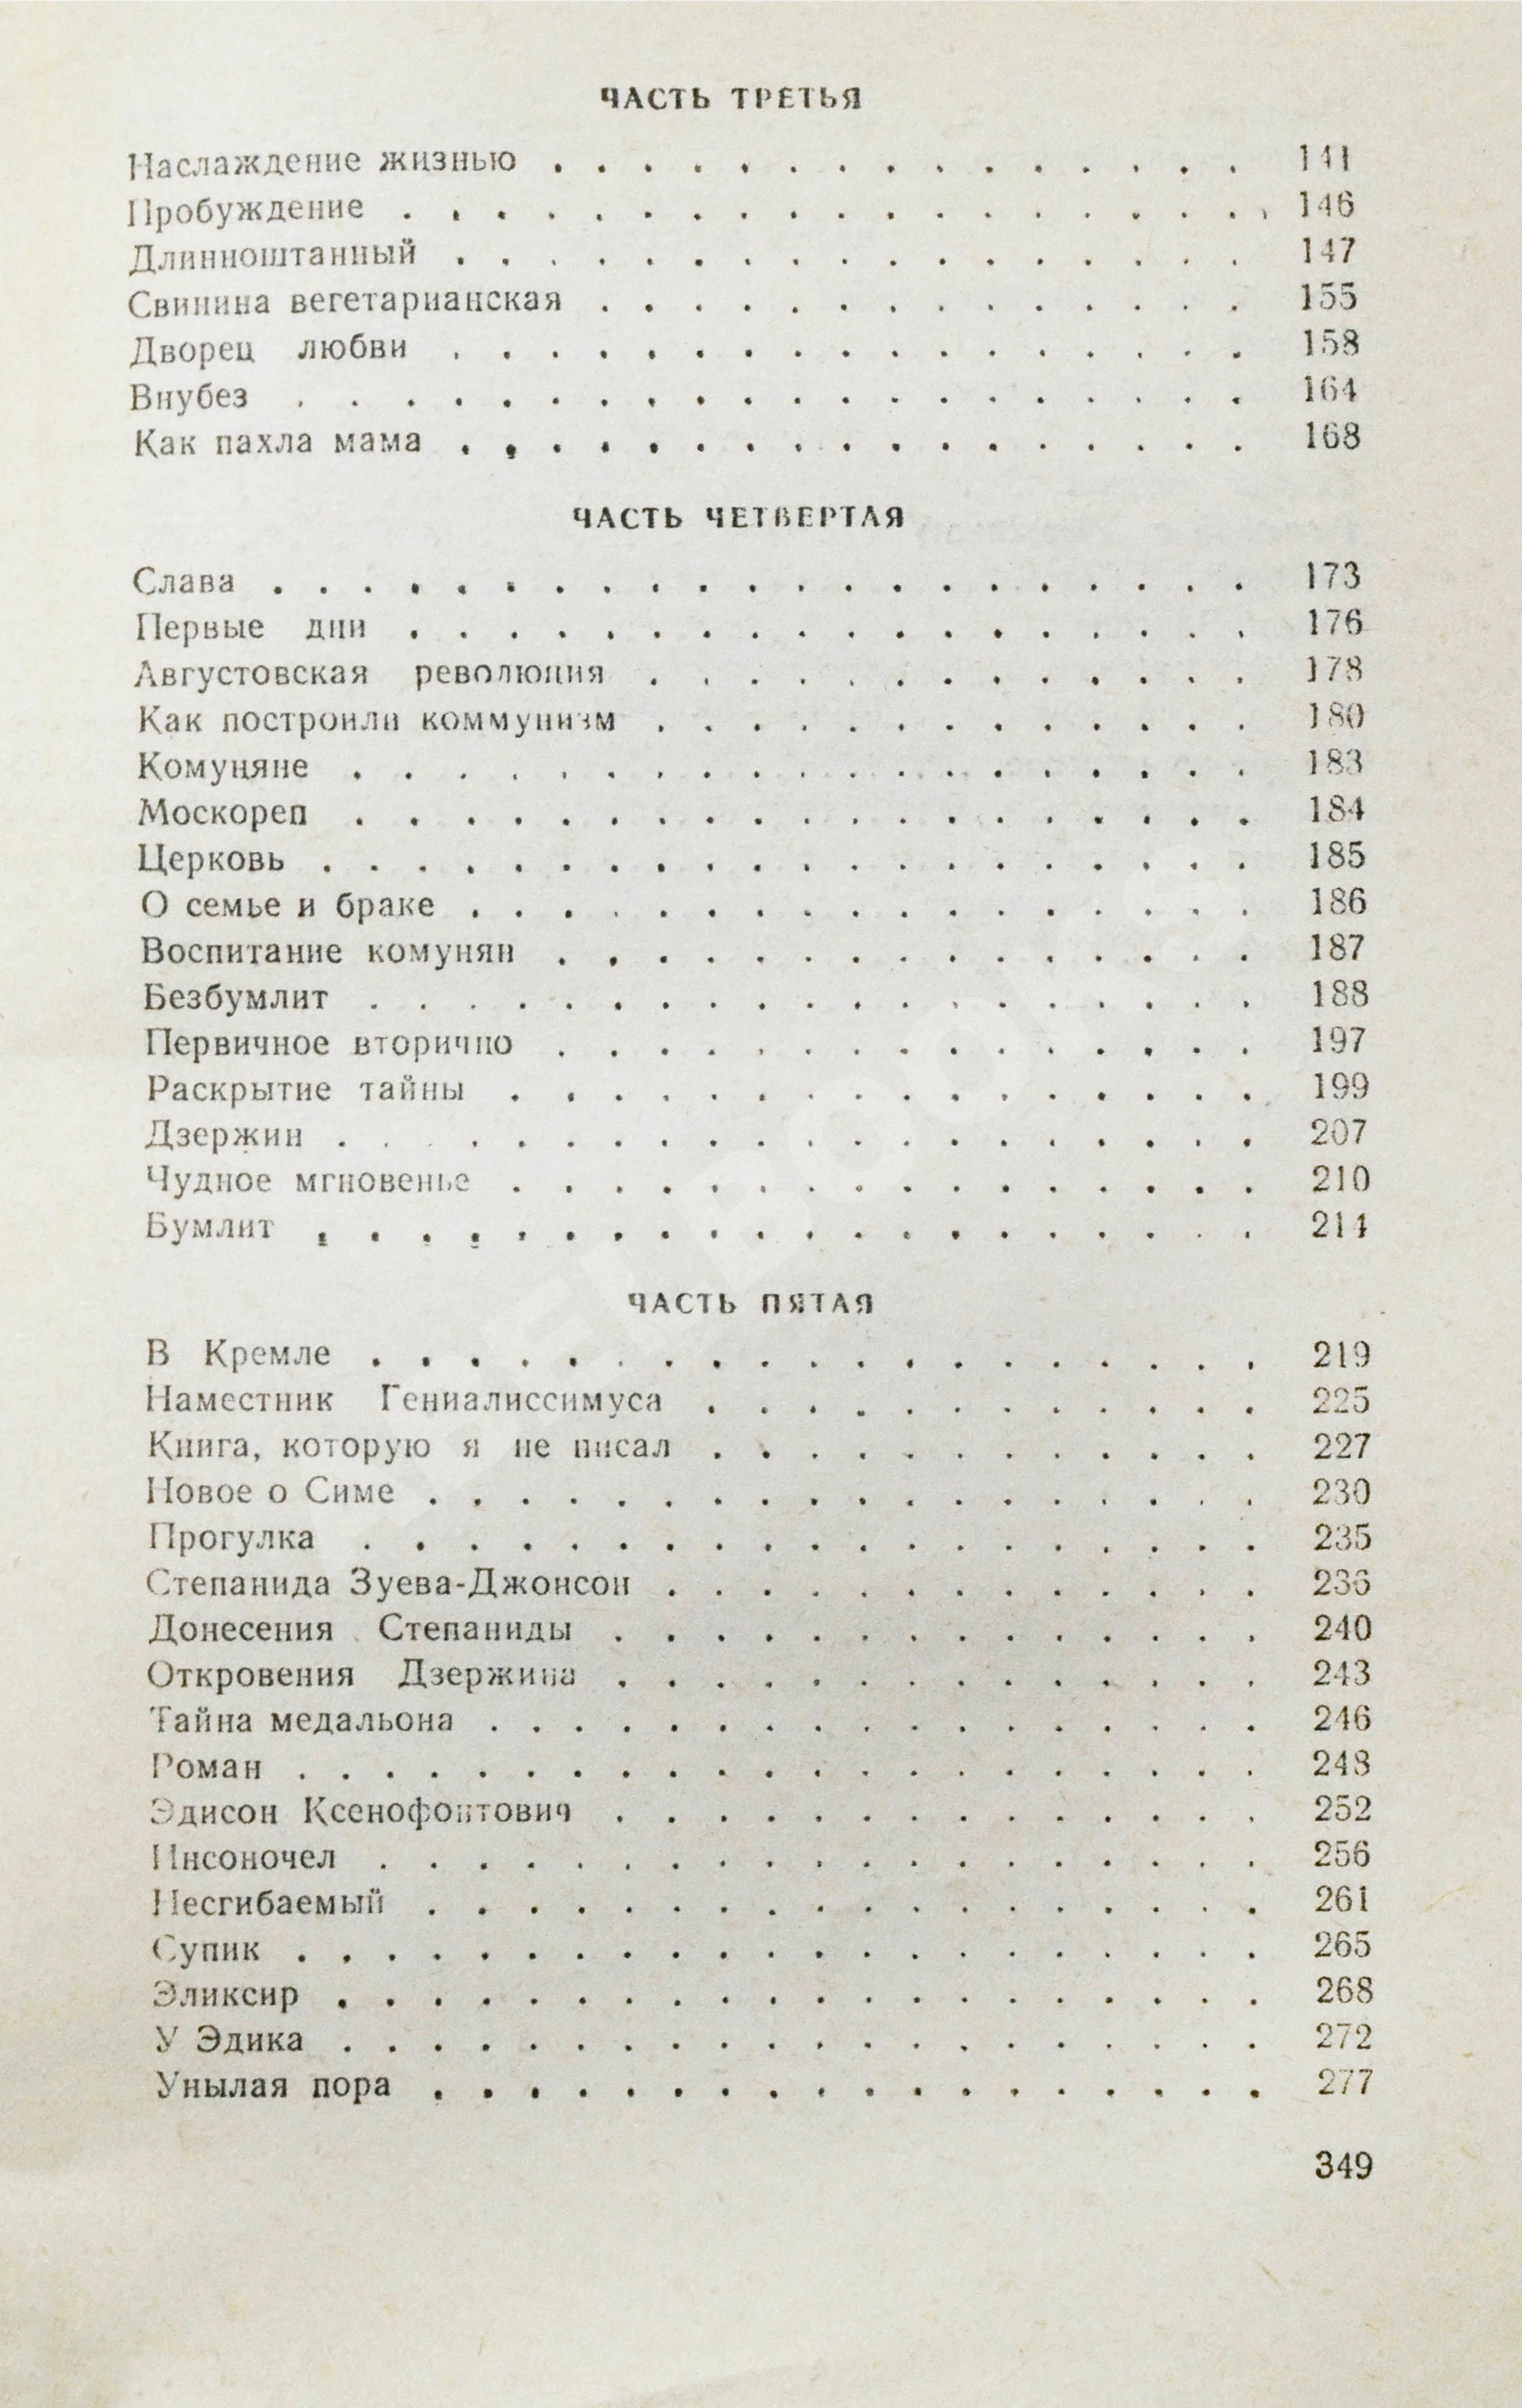 ЧАСТЬ ТРЕТЬЯ
Наслаждение жизнью . . . . . . . . . . . . . . . 141
Пробуждение . . . . . . . . . . . . . . . . . . 146
Длинноштанный . . . . . . . . . . . . . . . . . 147
Свинина вегетарианская . . . . . . . . . . . . . . 155
Дворец любви . . . . . . . . . . . . . . . . . 158
Внубез . . . . . . . . . . . . . . . . . . . . 164
Как пахла мама . . . . . . . . . . . . . . . . . 168
ЧАСТЬ ЧЕТВЕРТАЯ
Слава . . . . . . . . . . . . . . . . . . . . . 173
Первые дни . . . . . . . . . . . . . . . . . . 176
Августовская революция . . . . . . . . . . . . . 178
Как построили коммунизм . . . . . . . . . . . . . 180
Комуняне . . . . . . . . . . . . . . . . . . . 183
Москореп . . . . . . . . . . . . . . . . . . . 184
Церковь . . . . . . . . . . . . . . . . . . . . 185
О семье и браке . . . . . . . . . . . . . . . . . 186
Воспитание комунян . . . . . . . . . . . . . . . 187
Безбумлит . . . . . . . . . . . . . . . . . . . 188
Первичное вторично . . . . . . . . . . . . . . . 197
Раскрытие тайны . . . . . . . . . . . . . . . . 199
Дзержин . . . . . . . . . . . . . . . . . . . . 207
Чудное мгновенье . . . . . . . . . . . . . . . . 210
Бумлит . . . . . . . . . . . . . . . . . . . . 214
ЧАСТЬ ПЯТАЯ
В Кремле . . . . . . . . . . . . . . . . . . . 219
Наместник Гениалиссимуса . . . . . . . . . . . . 225
Книга, которую я не писал . . . . . . . . . . . . 227
Новое о Симе . . . . . . . . . . . . . . . . . . 230
Прогулка . . . . . . . . . . . . . . . . . . . 235
Степанида Зуева-Джонсон . . . . . . . . . . . . . 236
Донесения Степаниды . . . . . . . . . . . . . . 240
Откровения Дзержина . . . . . . . . . . . . . . 243
Тайна медальона . . . . . . . . . . . . . . . . . 246
Роман . . . . . . . . . . . . . . . . . . . . . 248
Эдисон Ксенофонтович . . . . . . . . . . . . . . 252
Инсоночел . . . . . . . . . . . . . . . . . . . 256
Несгибаемый . . . . . . . . . . . . . . . . . . 261
Супик . . . . . . . . . . . . . . . . . . . . . 265
Эликсир . . . . . . . . . . . . . . . . . . . . 268
У Эдика . . . . . . . . . . . . . . . . . . . . 272
Унылая пора . . . . . . . . . . . . . . . . . . 277
349